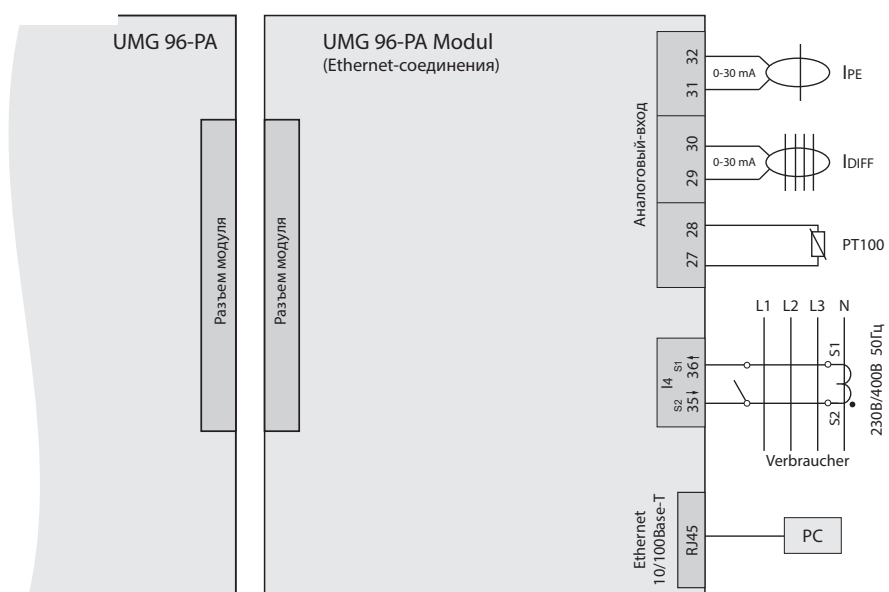 UMG 96-PA
UMG 96-PA Modul
(Ethernet-соединения)
Разъем модуля
Разъем модуля
Аналоговый-вход
32
31
0-30 mA
IPE
30
29
0-30 mA
IDIFF
28
27
PT100
L1 L2 L3 N
I4
S1
36
S2
35
S1
S2
230В/400В 50Гц
Verbraucher
Ethernet
10/100Base-T
RJ45
PC